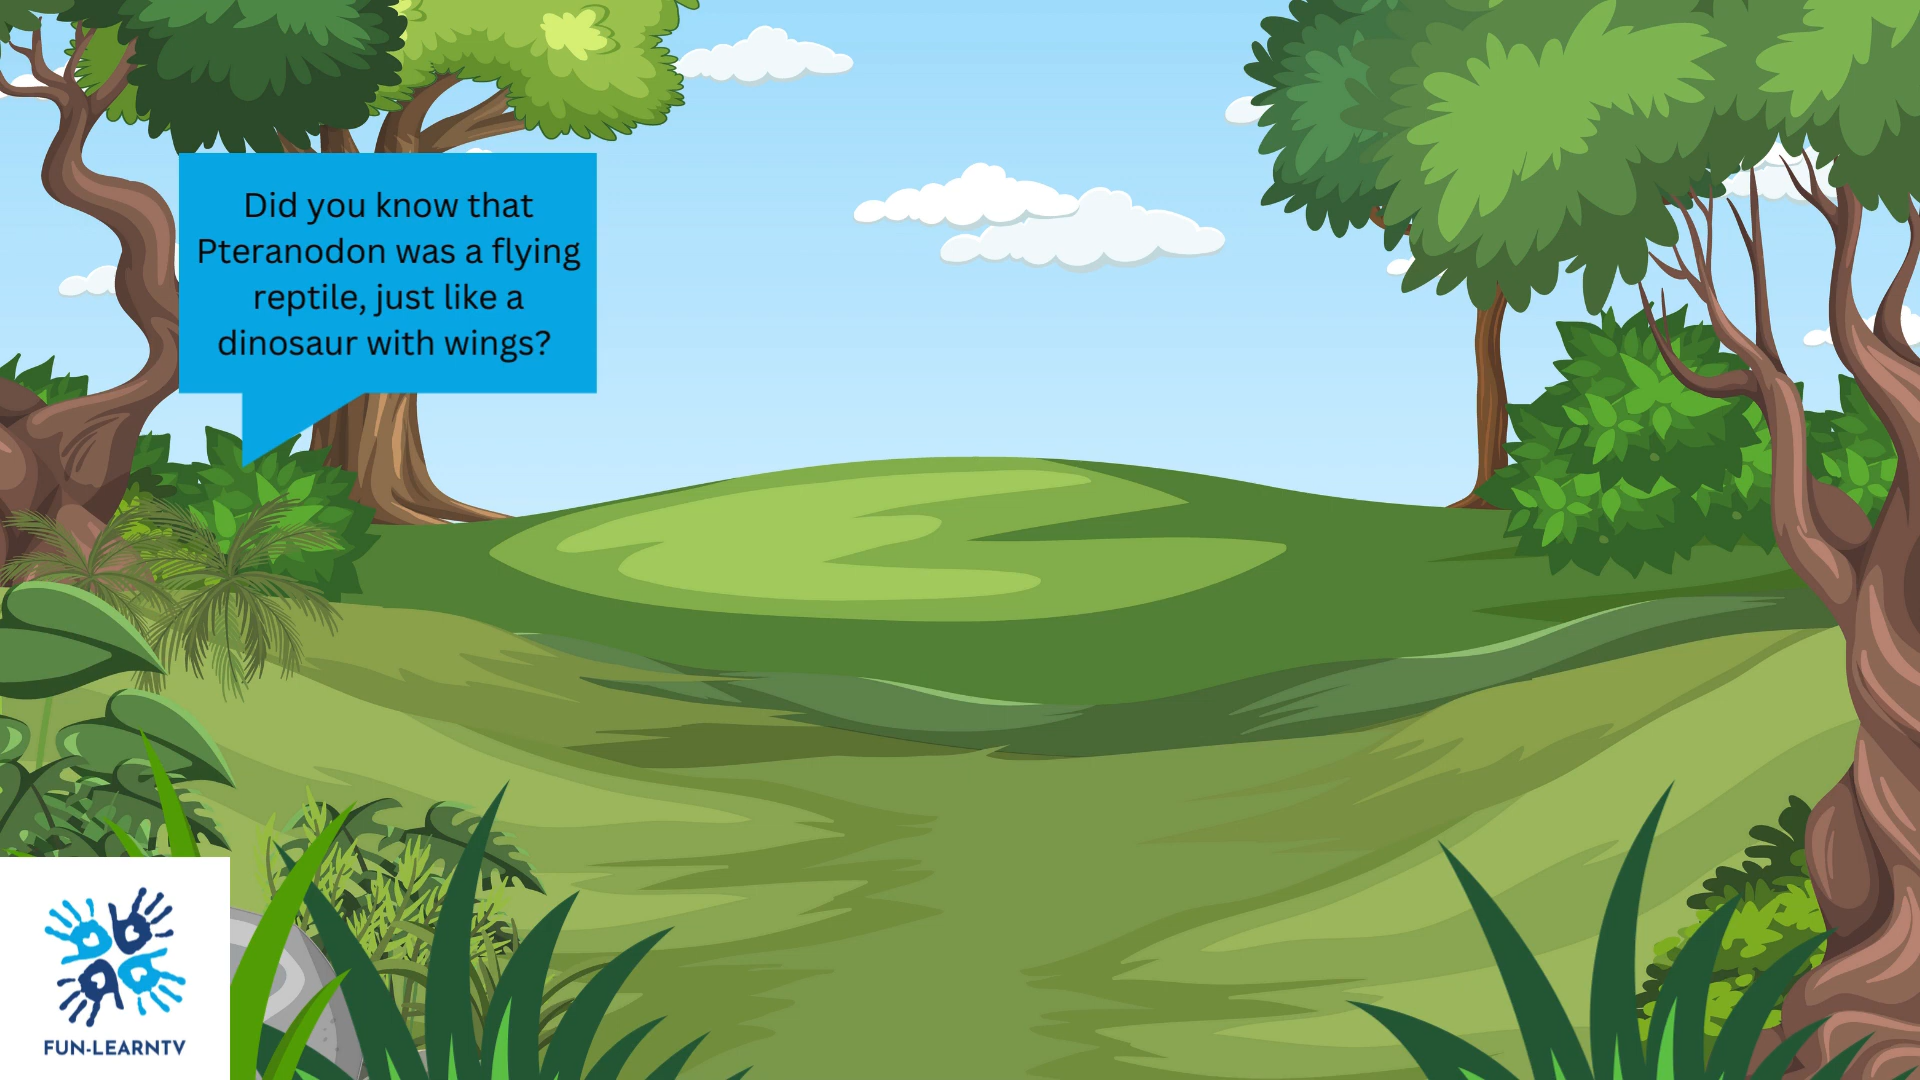 Did you know that
Pteranodon was a flying
reptile, just like a
dinosaur with wings?
FUN-LEARNTV